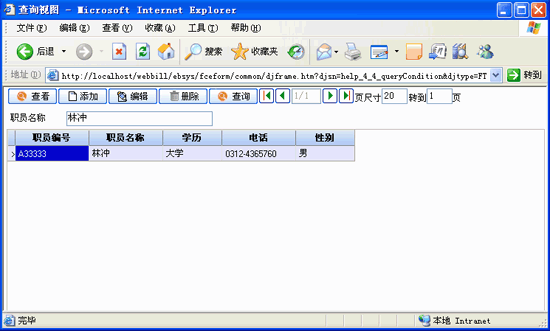 查询视图 - Microsoft Internet Explorer
文件(F) 编辑(E) 查看(V) 收藏(A) 工具(T) 帮助(H)
后退 搜索 收藏夹
地址(D) http://localhost/webbill/ebsys/fceform/common/djframe.htm?djsn=help_4_4_queryCondition&djtype=FT 转到
查看 添加 编辑 删除 查询 1/1 页尺寸 20 转到 1 页
职员名称 林冲
职员编号 职员名称 学历 电话 性别
A33333 林冲 大学 0312-4365760 男
完毕 本地 Intranet